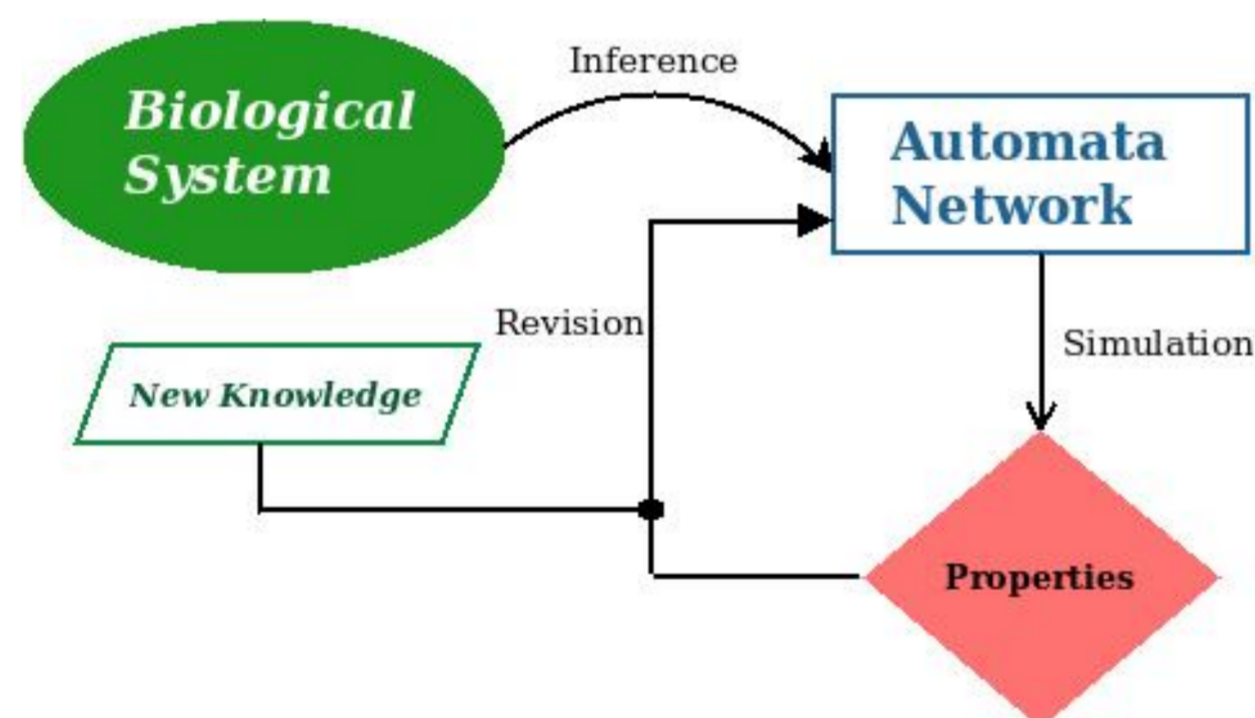 Inference
Biological
System
Automata
Network
Revision
Simulation
New Knowledge
Properties